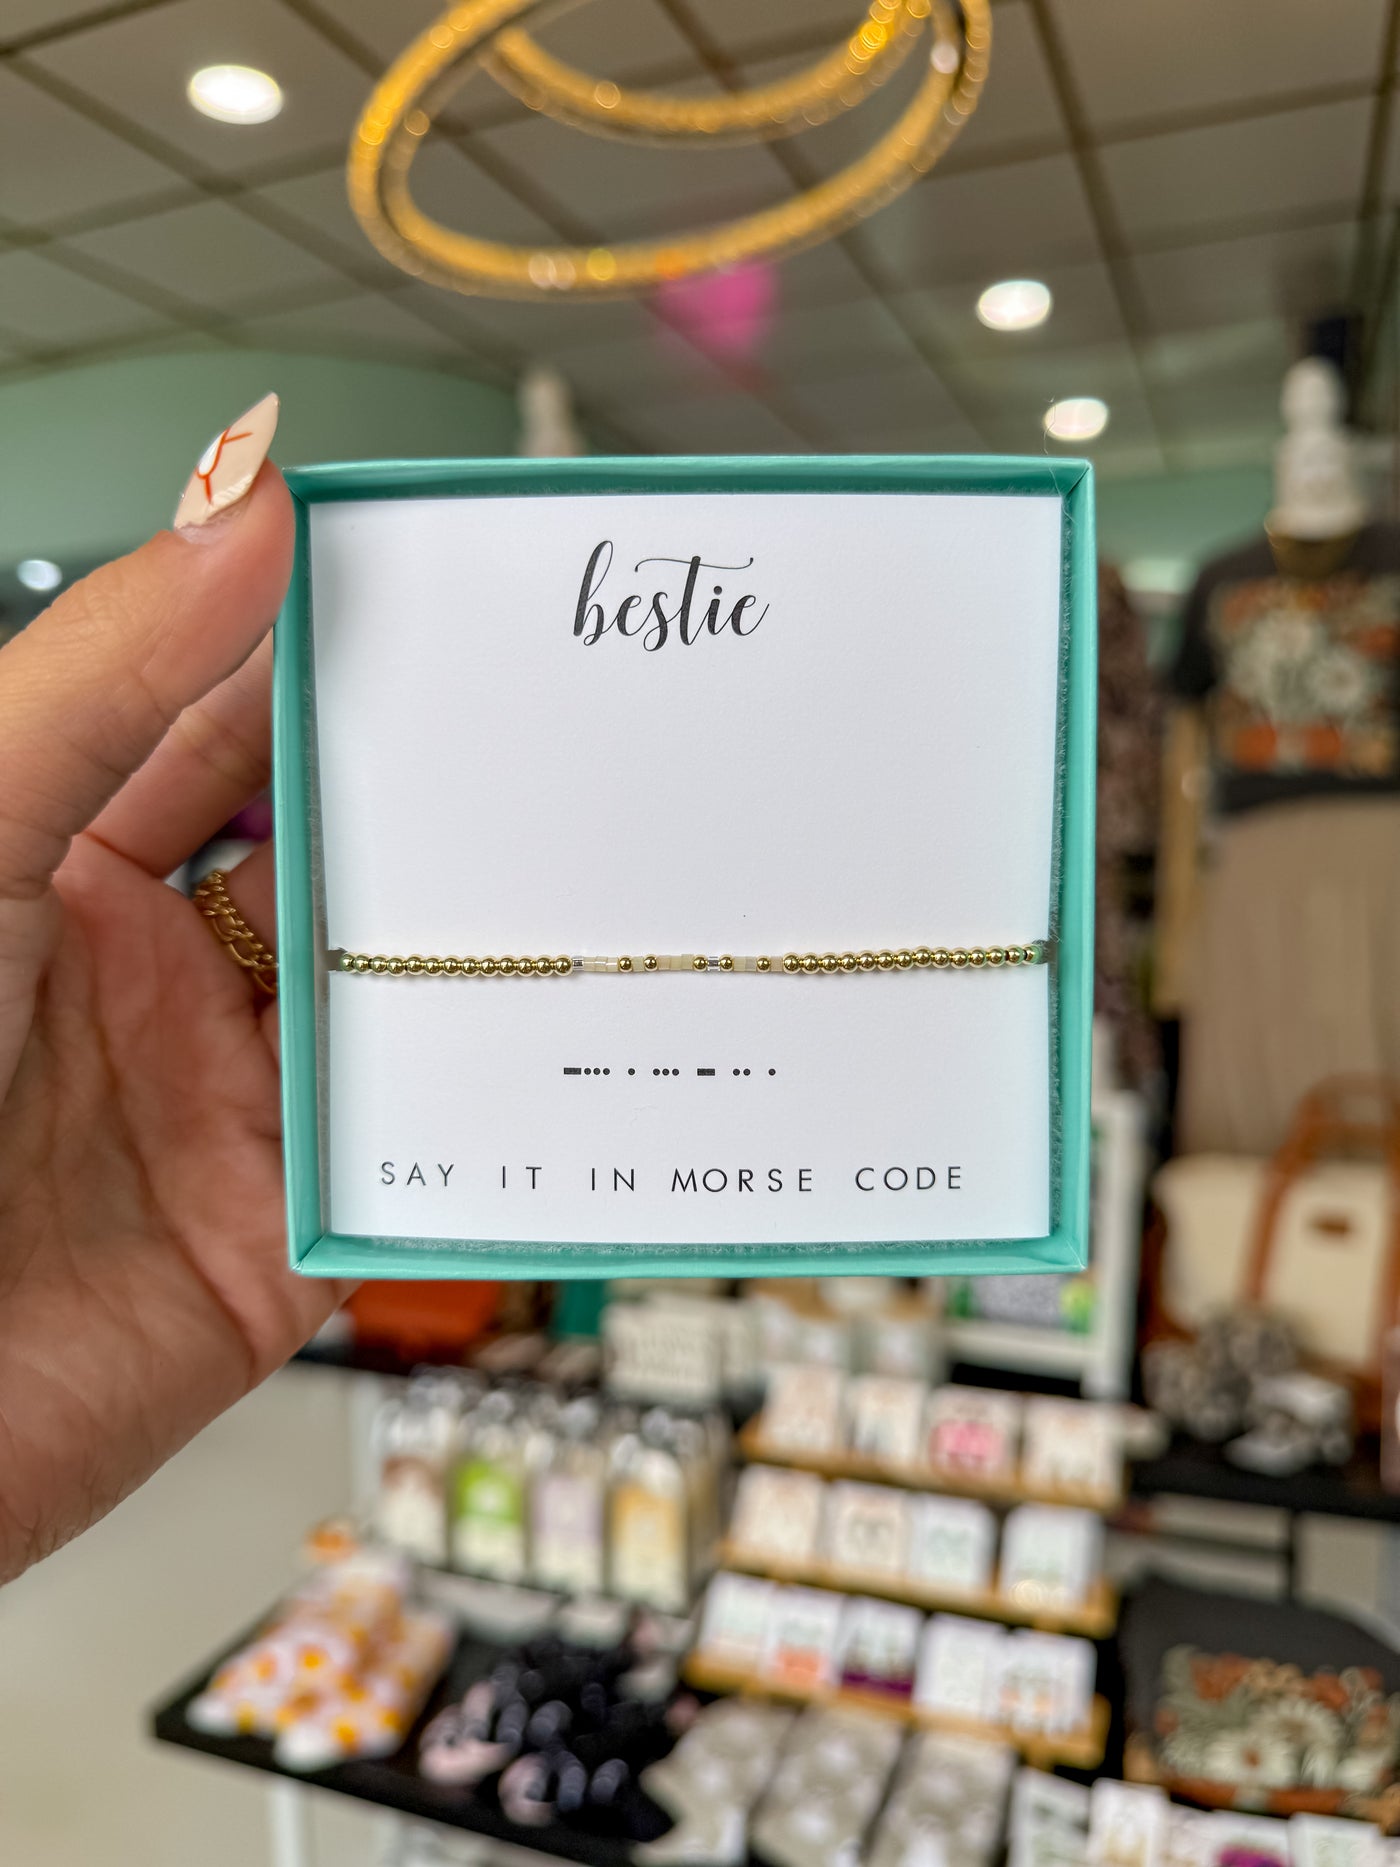 bestie
-... . ... - .. .
SAY IT IN MORSE CODE